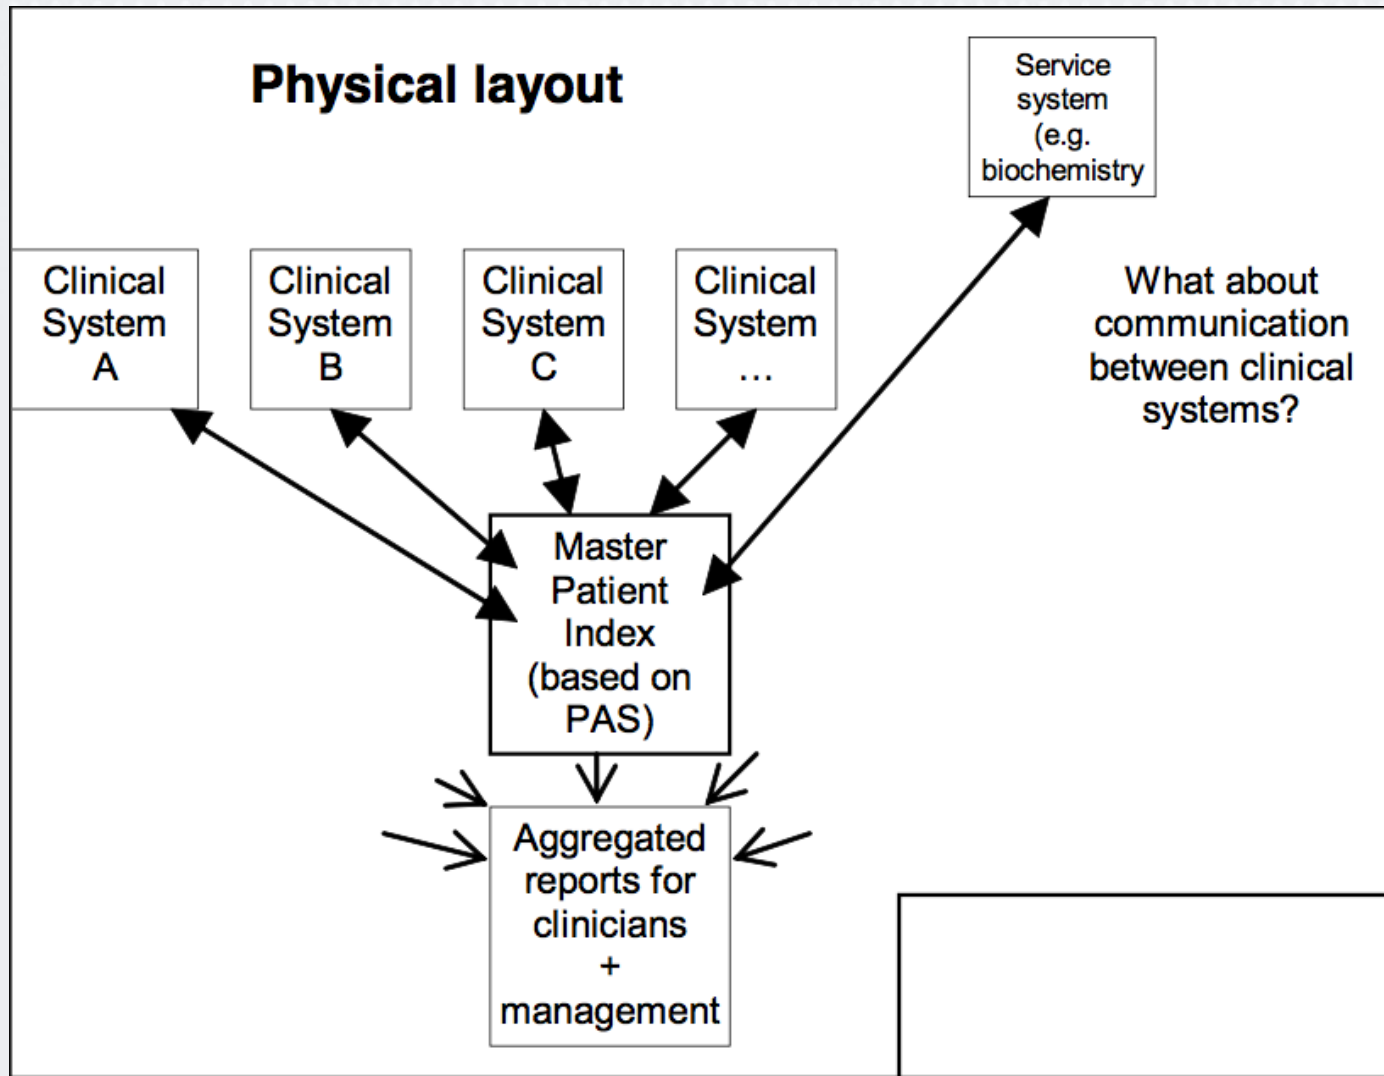 Physical layout
Service
system
(e.g.
biochemistry
Clinical
System
A
Clinical
System
B
Clinical
System
C
Clinical
System
…
What about
communication
between clinical
systems?
Master
Patient
Index
(based on
PAS)
Aggregated
reports for
clinicians
+
management